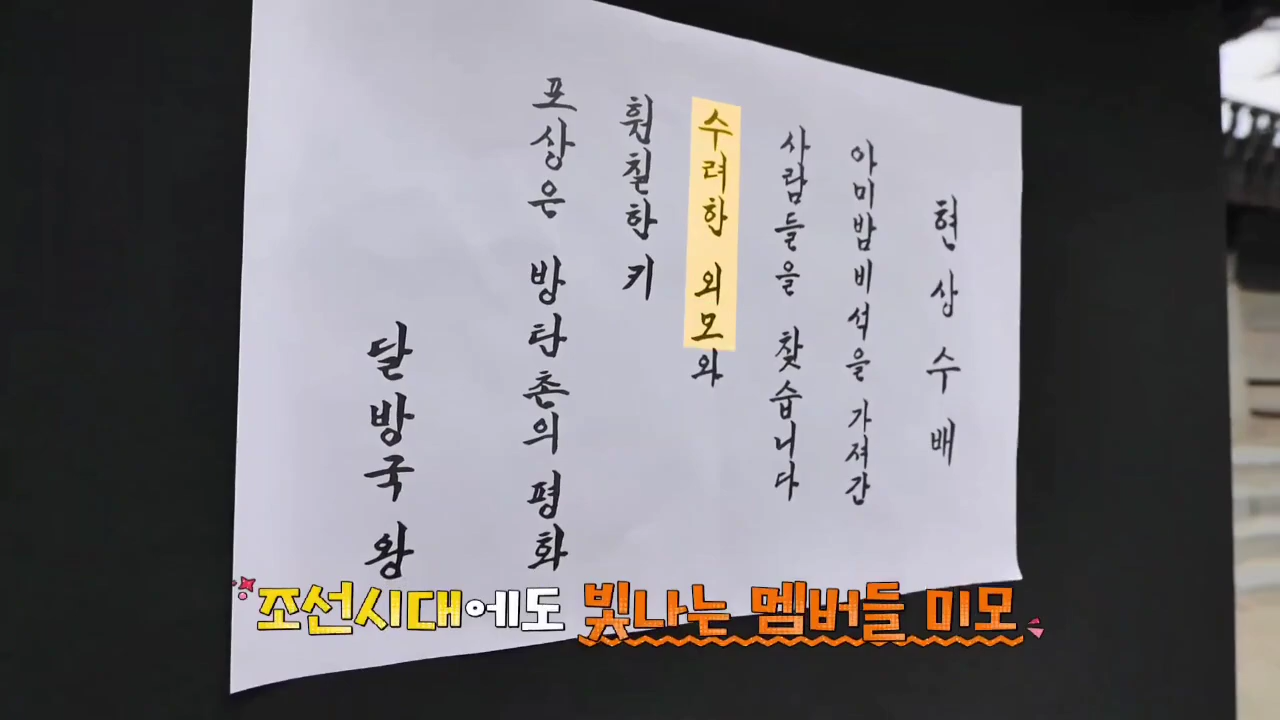 현상수배
아미밤비석을 가져간
사람들을 찾습니다
수려한 외모와
훤칠한 키
포상은 방탄촌의 평화
달방국 왕
조선시대에도 빛나는 멤버들 미모